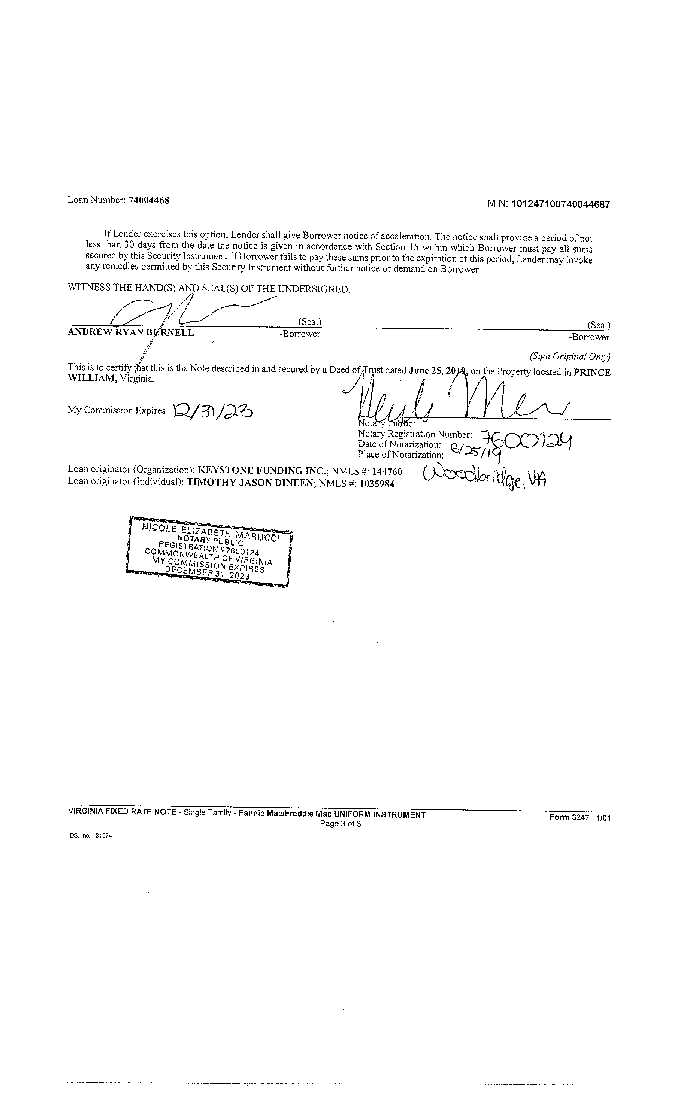 Loan Number: 74004468
MIN: 101247100740044687
If Lender exercises this option, Lender shall give Borrower notice of acceleration. The notice shall provide a period of not
less than 30 days from the date the notice is given in accordance with Section 15 within which Borrower must pay all sums
secured by this Security Instrument. If Borrower fails to pay these sums prior to the expiration of this period, Lender may invoke
any remedies permitted by this Security Instrument without further notice or demand on Borrower.
WITNESS THE HAND(S) AND SEAL(S) OF THE UNDERSIGNED.
(Seal)
ANDREW RYAN BURNELL -Borrower
(Seal)
-Borrower
(Sign Original Only)
This is to certify that this is the Note described in and secured by a Deed of Trust dated June 25, 2019, on the Property located in PRINCE
WILLIAM, Virginia.
My Commission Expires 12/31/23
Notary Public
Notary Registration Number: 7600124
Date of Notarization: 6/25/19
Place of Notarization: Woodbridge, VA
Loan originator (Organization): KEYSTONE FUNDING INC.; NMLS #: 144760
Loan originator (Individual): TIMOTHY JASON DINEEN; NMLS #: 1035984
NICOLE ELIZABETH MARUCCI
NOTARY PUBLIC
REGISTRATION # 7600124
COMMONWEALTH OF VIRGINIA
MY COMMISSION EXPIRES
DECEMBER 31, 2023
VIRGINIA FIXED RATE NOTE - Single Family - Fannie Mae/Freddie Mac UNIFORM INSTRUMENT
Form 3247 1/01
Page 3 of 3